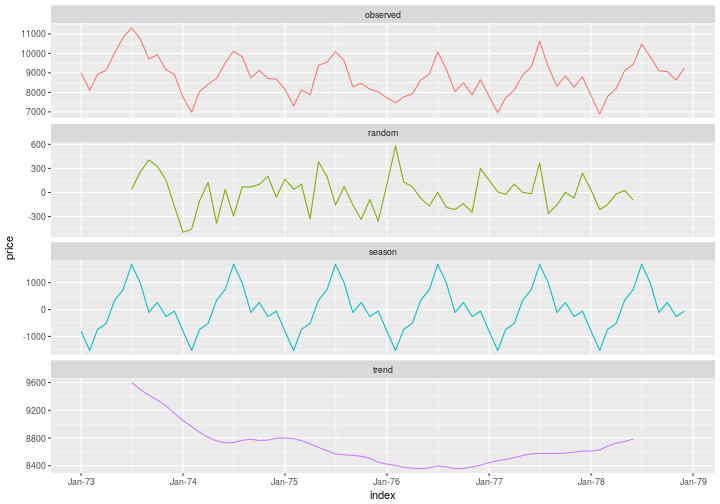 observed
11000
10000
9000
8000
7000
random
600
300
0
-300
season
1000
0
-1000
trend
9600
9200
8800
8400
Jan-73 Jan-74 Jan-75 Jan-76 Jan-77 Jan-78 Jan-79
index
price